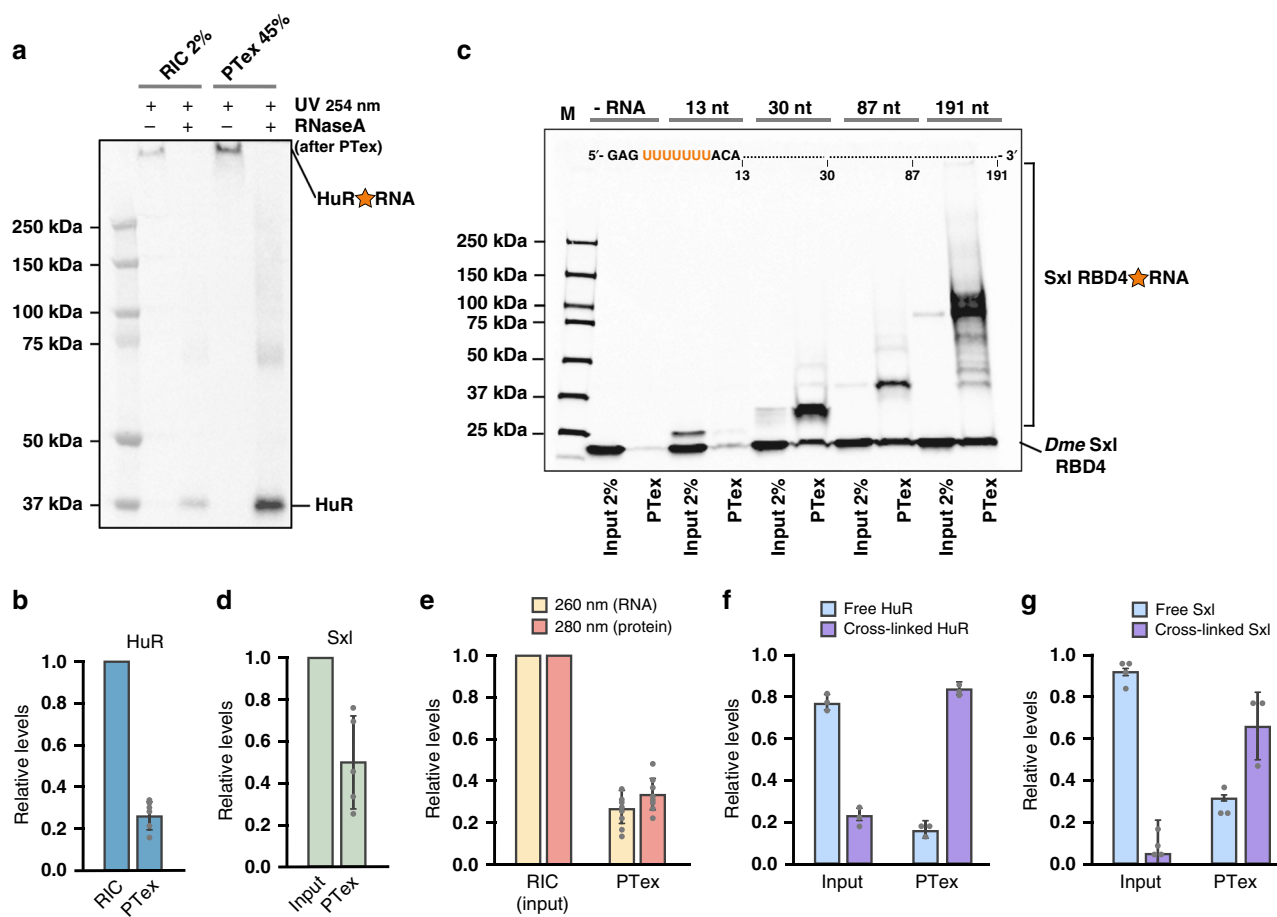 a
RIC 2%
PTex 45%
+ + + + UV 254 nm
– + – + RNaseA
(after PTex)
HuR RNA
250 kDa
150 kDa
100 kDa
75 kDa
50 kDa
37 kDa
HuR
c
M - RNA 13 nt 30 nt 87 nt 191 nt
5′- GAG UUUUUUUACA - 3′
13 30 87 191
250 kDa
150 kDa
100 kDa
75 kDa
50 kDa
37 kDa
25 kDa
Sxl RBD4 RNA
Dme Sxl
RBD4
Input 2%
PTex
Input 2%
PTex
Input 2%
PTex
Input 2%
PTex
Input 2%
PTex
b
HuR
Relative levels
1.0
0.8
0.6
0.4
0.2
0.0
RIC
PTex
d
Sxl
Relative levels
1.0
0.8
0.6
0.4
0.2
0.0
Input
PTex
e
260 nm (RNA)
280 nm (protein)
Relative levels
1.0
0.8
0.6
0.4
0.2
0.0
RIC
(input)
PTex
f
Free HuR
Cross-linked HuR
Relative levels
1.0
0.8
0.6
0.4
0.2
0.0
Input
PTex
g
Free Sxl
Cross-linked Sxl
Relative levels
1.0
0.8
0.6
0.4
0.2
0.0
Input
PTex